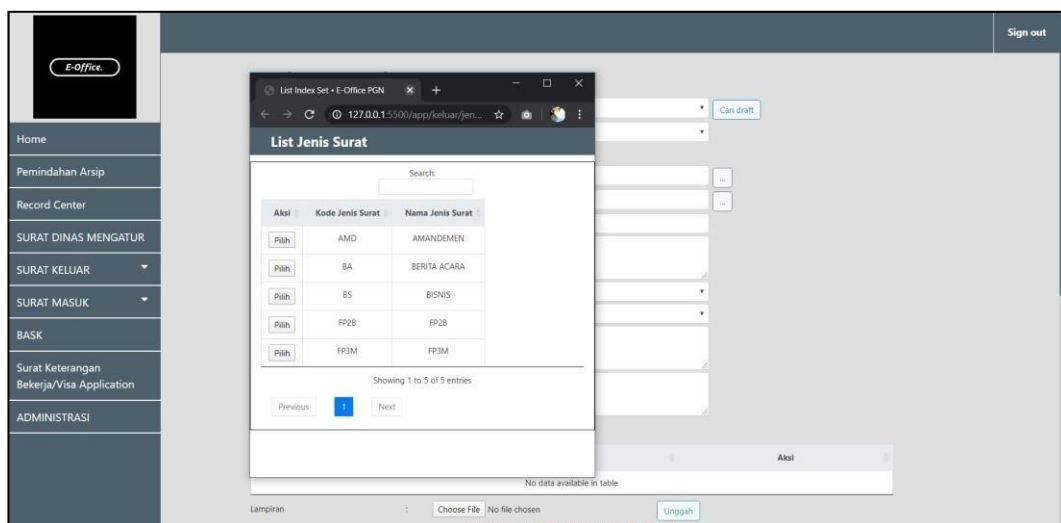 Sign out
E-Office.
Home
Pemindahan Arsip
Record Center
SURAT DINAS MENGATUR
SURAT KELUAR
SURAT MASUK
BASK
Surat Keterangan
Bekerja/Visa Application
ADMINISTRASI
List Index Set • E-Office PGN
127.0.0.1:5500/app/keluar/jen...
List Jenis Surat
Search:
Aksi Kode Jenis Surat Nama Jenis Surat
Pilih AMD AMANDEMEN
Pilih BA BERITA ACARA
Pilih BS BISNIS
Pilih FP2B FP2B
Pilih FP3M FP3M
Showing 1 to 5 of 5 entries
Previous 1 Next
Cari draft
...
...
Aksi
No data available in table
Lampiran : Choose File No file chosen Unggah